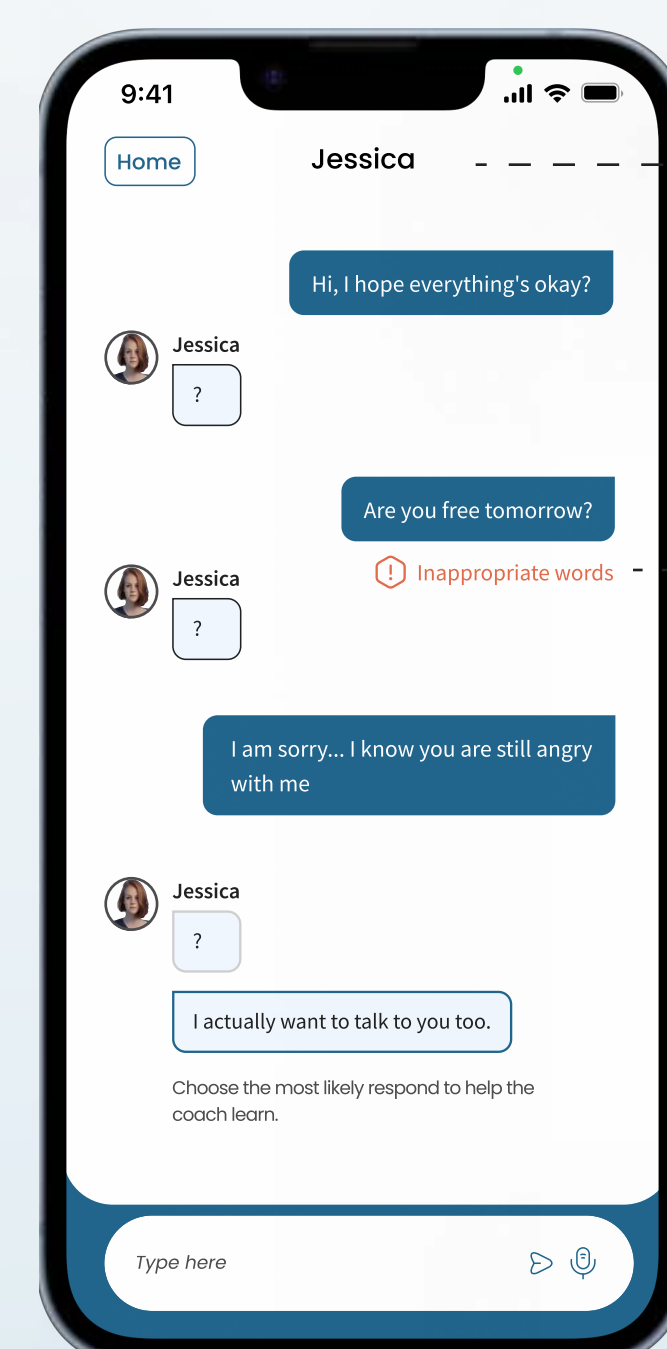 9:41
Home
Jessica
Hi, I hope everything's okay?
Jessica
?
Are you free tomorrow?
Inappropriate words
Jessica
?
I am sorry... I know you are still angry
with me
Jessica
?
I actually want to talk to you too.
Choose the most likely respond to help the
coach learn.
Type here